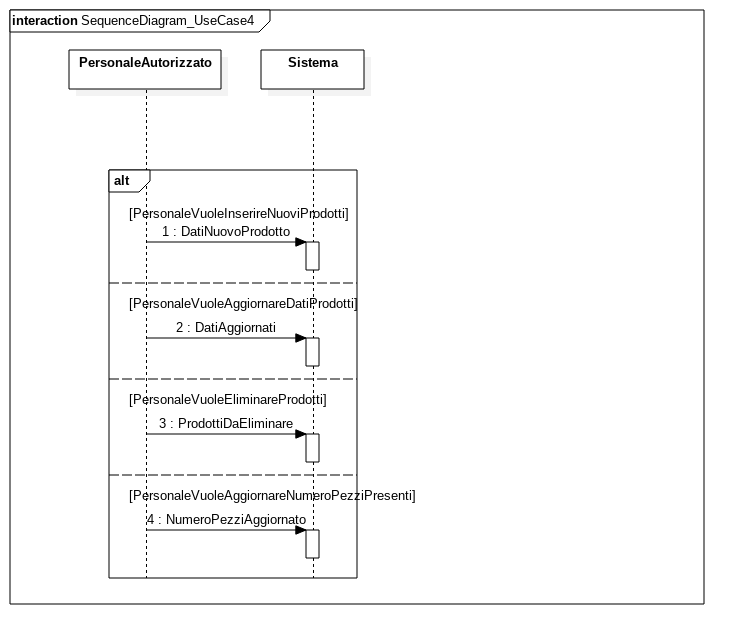 interaction SequenceDiagram_UseCase4
PersonaleAutorizzato
Sistema
alt
[PersonaleVuoleInserireNuoviProdotti]
1 : DatiNuovoProdotto
[PersonaleVuoleAggiornareDatiProdotti]
2 : DatiAggiornati
[PersonaleVuoleEliminareProdotti]
3 : ProdottiDaEliminare
[PersonaleVuoleAggiornareNumeroPezziPresenti]
4 : NumeroPezziAggiornato